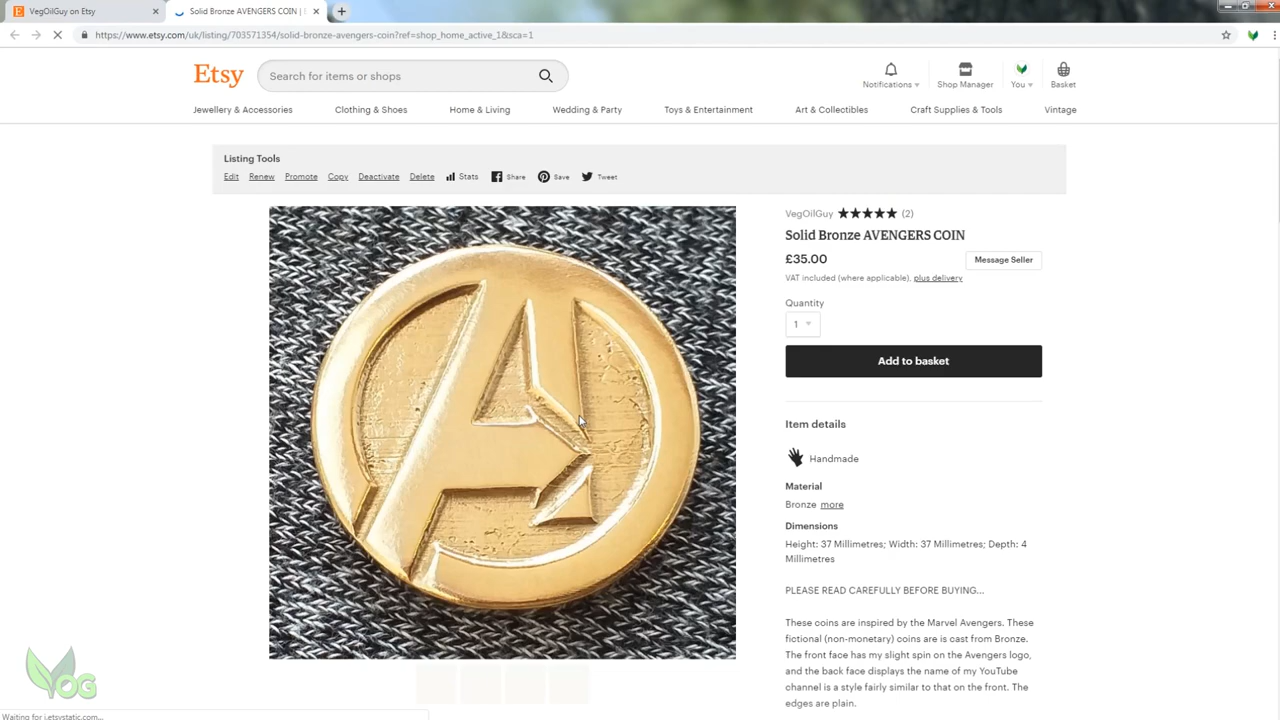 VegOilGuy on Etsy
Solid Bronze AVENGERS COIN |
https://www.etsy.com/uk/listing/703571354/solid-bronze-avengers-coin?ref=shop_home_active_1&sca=1
Etsy
Search for items or shops
Notifications
Shop Manager
You
Basket
Jewellery & Accessories
Clothing & Shoes
Home & Living
Wedding & Party
Toys & Entertainment
Art & Collectibles
Craft Supplies & Tools
Vintage
Listing Tools
Edit Renew Promote Copy Deactivate Delete Stats Share Save Tweet
VegOilGuy ★★★★★ (2)
Solid Bronze AVENGERS COIN
£35.00
Message Seller
VAT included (where applicable), plus delivery
Quantity
1
Add to basket
Item details
Handmade
Material
Bronze more
Dimensions
Height: 37 Millimetres; Width: 37 Millimetres; Depth: 4
Millimetres
PLEASE READ CAREFULLY BEFORE BUYING...
These coins are inspired by the Marvel Avengers. These
fictional (non-monetary) coins are is cast from Bronze.
The front face has my slight spin on the Avengers logo,
and the back face displays the name of my YouTube
channel is a style fairly similar to that on the front. The
edges are plain.
VOG
Waiting for i.etsystatic.com...